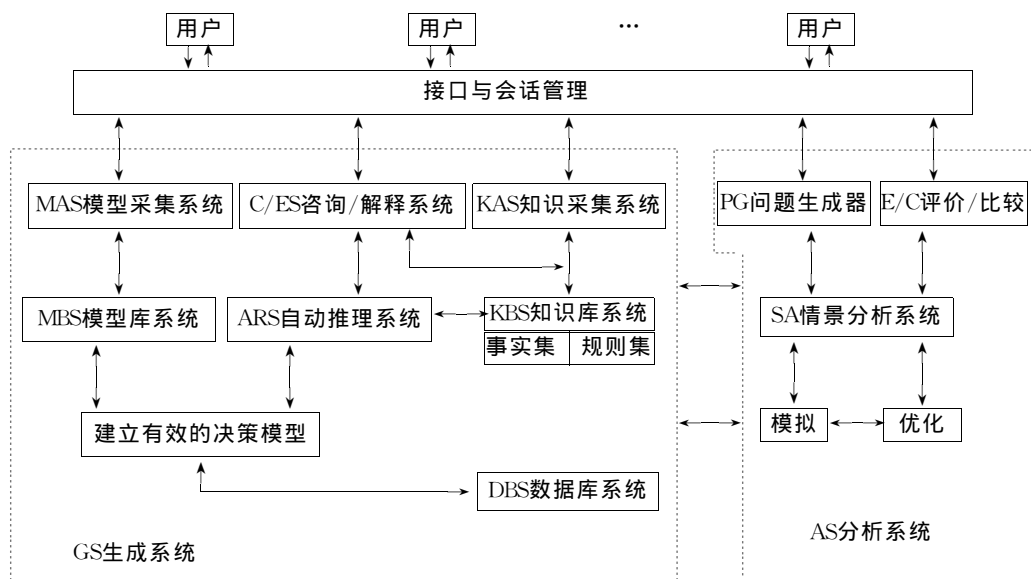 用户 用户 … 用户
接口与会话管理
MAS模型采集系统 C/ES咨询/解释系统 KAS知识采集系统 PG问题生成器 E/C评价/比较
MBS模型库系统 ARS自动推理系统 KBS知识库系统 SA情景分析系统
事实集 规则集
建立有效的决策模型 模拟 优化
DBS数据库系统
GS生成系统 AS分析系统